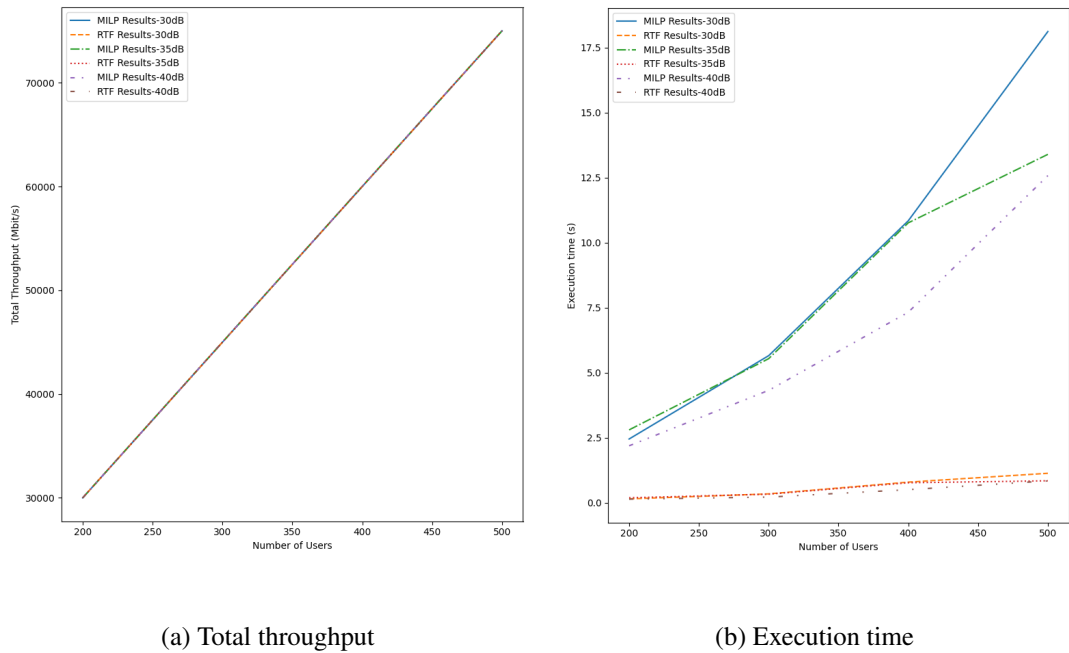 MILP Results-30dB
RTF Results-30dB
MILP Results-35dB
RTF Results-35dB
MILP Results-40dB
RTF Results-40dB
70000
60000
50000
40000
30000
Total Throughput (Mbit/s)
200 250 300 350 400 450 500
Number of Users
(a) Total throughput
MILP Results-30dB
RTF Results-30dB
MILP Results-35dB
RTF Results-35dB
MILP Results-40dB
RTF Results-40dB
17.5
15.0
12.5
10.0
7.5
5.0
2.5
0.0
Execution time (s)
200 250 300 350 400 450 500
Number of Users
(b) Execution time